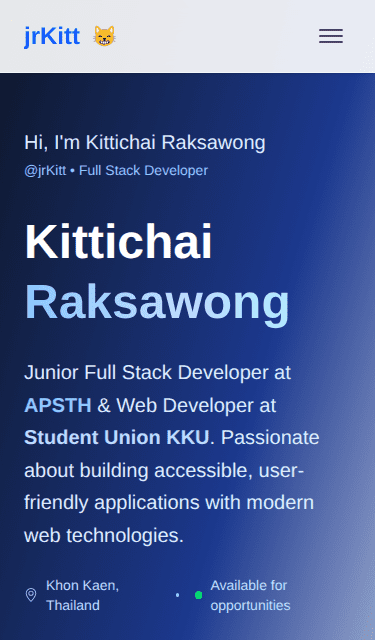 jrKitt 😸
Hi, I'm Kittichai Raksawong
@jrKitt • Full Stack Developer
Kittichai
Raksawong
Junior Full Stack Developer at
APSTH & Web Developer at
Student Union KKU. Passionate
about building accessible, user-
friendly applications with modern
web technologies.
Khon Kaen,
Thailand
•
Available for
opportunities